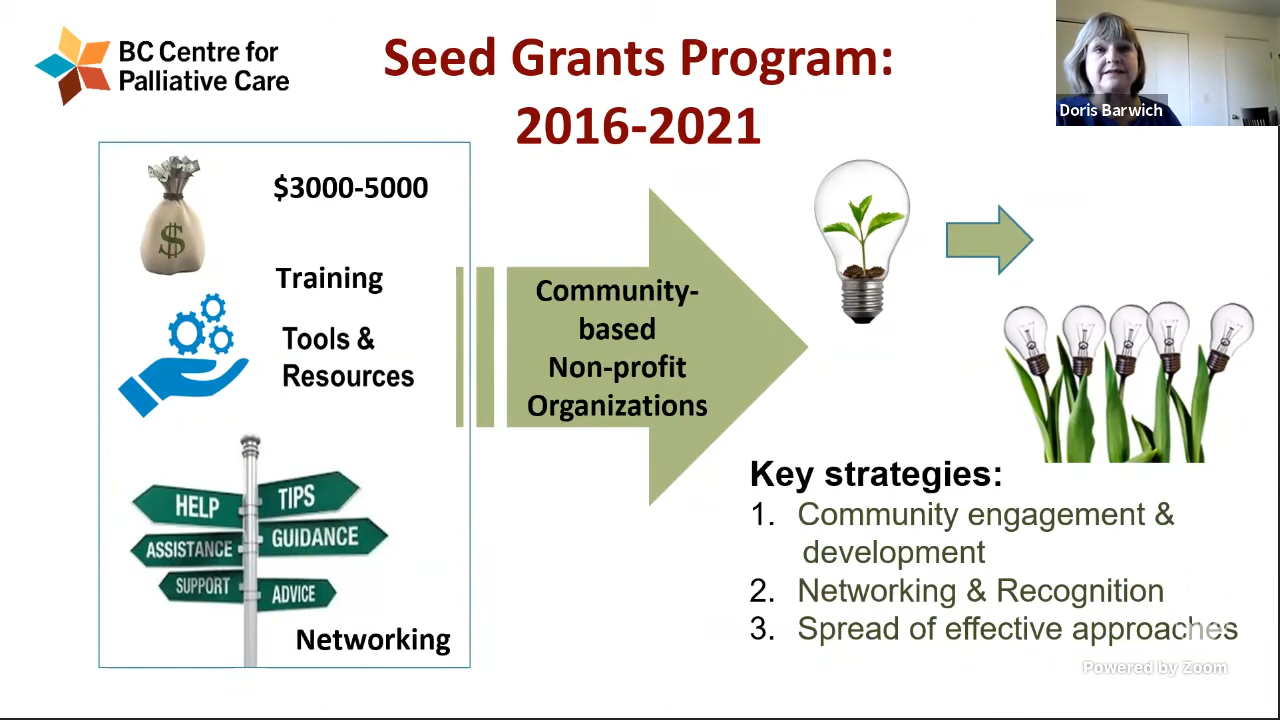 BC Centre for
Palliative Care
Seed Grants Program:
2016-2021
Doris Barwich
$3000-5000
$
Training
Tools &
Resources
HELP
TIPS
ASSISTANCE
GUIDANCE
SUPPORT
ADVICE
Networking
Community-
based
Non-profit
Organizations
Key strategies:
1. Community engagement &
development
2. Networking & Recognition
3. Spread of effective approaches
Powered by Zoom